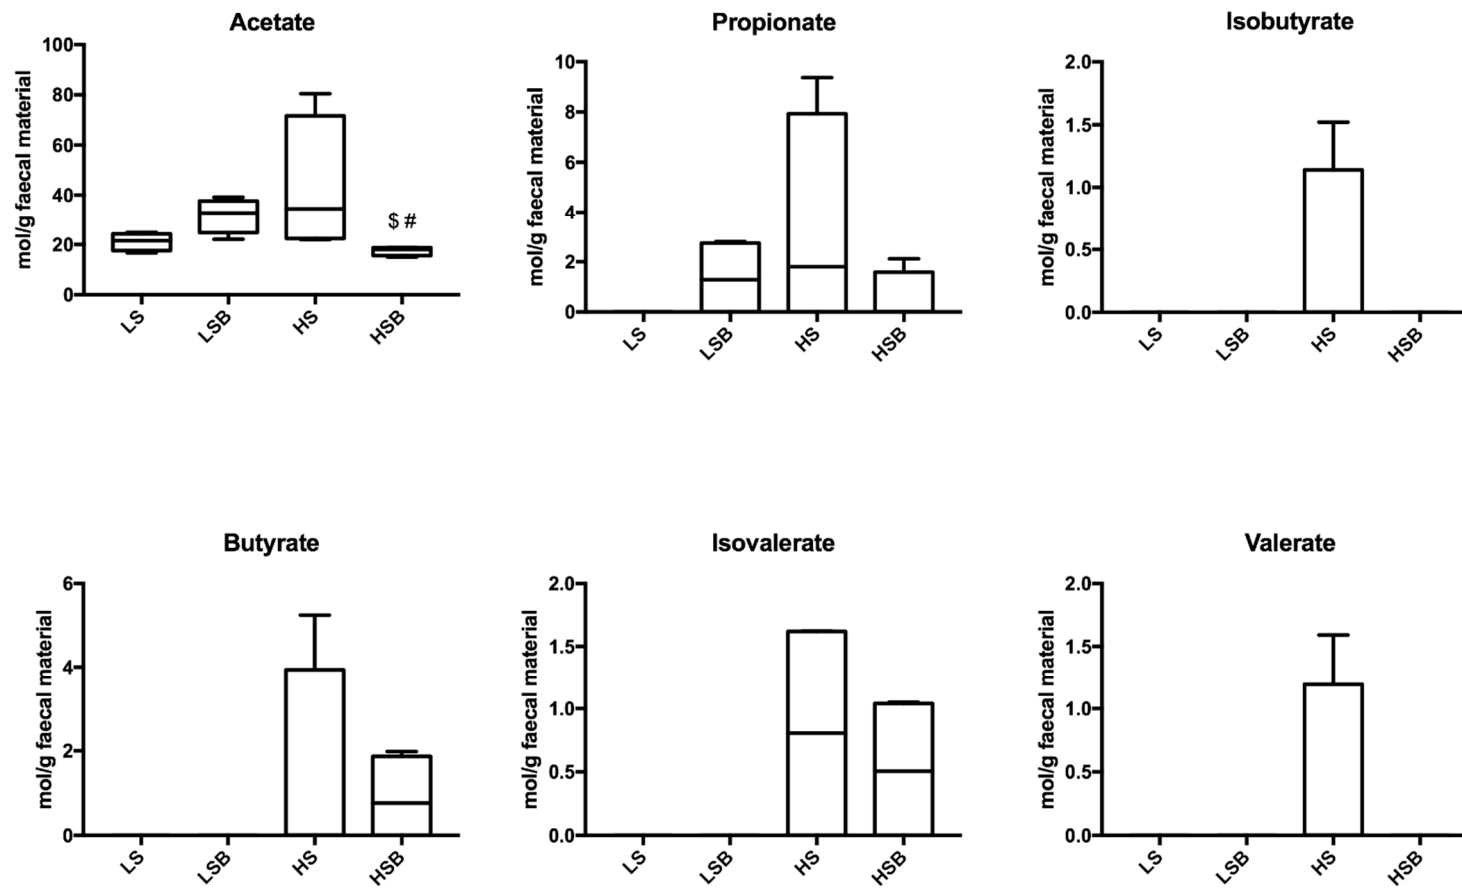 Acetate
mol/g faecal material
100
80
60
40
20
0
$ #
LS
LSB
HS
HSB
Propionate
mol/g faecal material
10
8
6
4
2
0
LS
LSB
HS
HSB
Isobutyrate
mol/g faecal material
2.0
1.5
1.0
0.5
0.0
LS
LSB
HS
HSB
Butyrate
mol/g faecal material
6
4
2
0
LS
LSB
HS
HSB
Isovalerate
mol/g faecal material
2.0
1.5
1.0
0.5
0.0
LS
LSB
HS
HSB
Valerate
mol/g faecal material
2.0
1.5
1.0
0.5
0.0
LS
LSB
HS
HSB